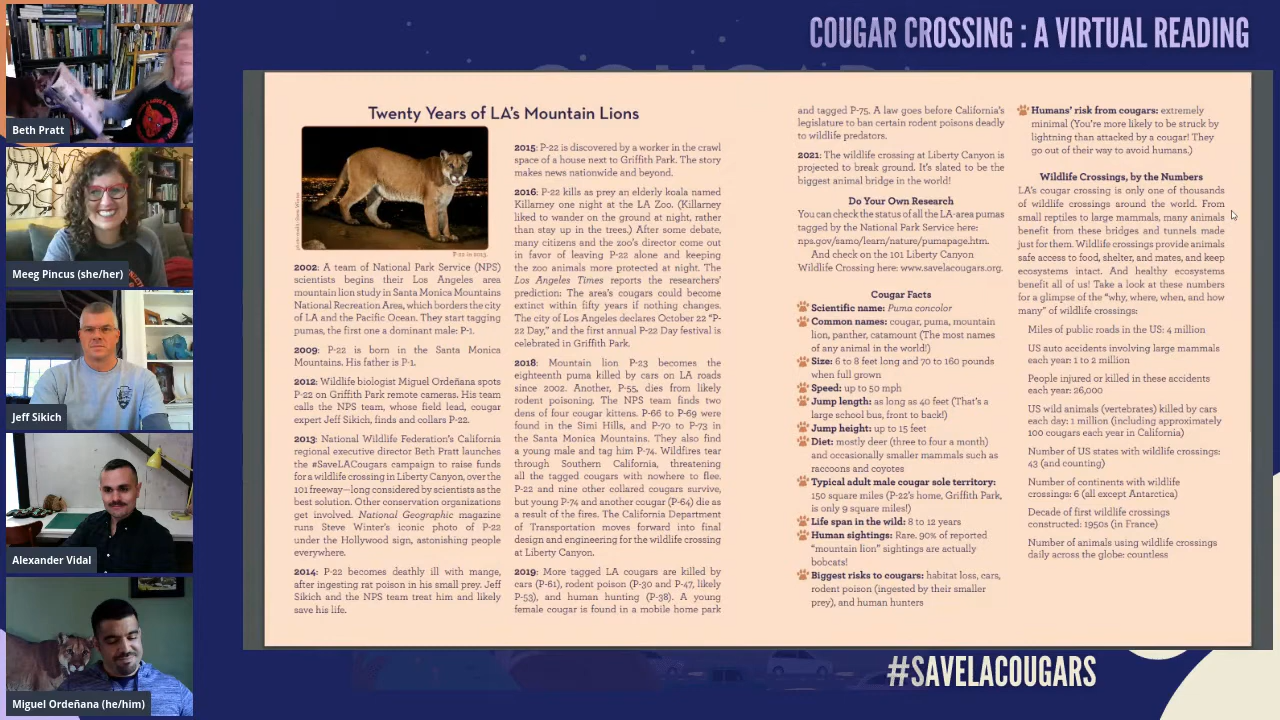 COUGAR CROSSING : A VIRTUAL READING
Beth Pratt
Meeg Pincus (she/her)
Jeff Sikich
Alexander Vidal
Miguel Ordeñana (he/him)
Twenty Years of LA's Mountain Lions
P-22 in 2013.
2002: A team of National Park Service (NPS)
scientists begins their Los Angeles area
mountain lion study in Santa Monica Mountains
National Recreation Area, which borders the city
of LA and the Pacific Ocean. They start tagging
pumas, the first one a dominant male: P-1.
2009: P-22 is born in the Santa Monica
Mountains. His father is P-1.
2012: Wildlife biologist Miguel Ordeñana spots
P-22 on Griffith Park remote cameras. His team
calls the NPS team, whose field lead, cougar
expert Jeff Sikich, finds and collars P-22.
2013: National Wildlife Federation's California
regional executive director Beth Pratt launches
the #SaveLACougars campaign to raise funds
for a wildlife crossing in Liberty Canyon, over the
101 freeway—long considered by scientists as the
best solution. Other conservation organizations
get involved. National Geographic magazine
runs Steve Winter's iconic photo of P-22
under the Hollywood sign, astonishing people
everywhere.
2014: P-22 becomes deathly ill with mange,
after ingesting rat poison in his small prey. Jeff
Sikich and the NPS team treat him and likely
save his life.
2015: P-22 is discovered by a worker in the crawl
space of a house next to Griffith Park. The story
makes news nationwide and beyond.
2016: P-22 kills as prey an elderly koala named
Killarney one night at the LA Zoo. (Killarney
liked to wander on the ground at night, rather
than stay up in the trees.) After some debate,
many citizens and the zoo's director come out
in favor of leaving P-22 alone and keeping
the zoo animals more protected at night. The
Los Angeles Times reports the researchers'
prediction: The area's cougars could become
extinct within fifty years if nothing changes.
The city of Los Angeles declares October 22 "P-
22 Day," and the first annual P-22 Day festival is
celebrated in Griffith Park.
2018: Mountain lion P-23 becomes the
eighteenth puma killed by cars on LA roads
since 2002. Another, P-55, dies from likely
rodent poisoning. The NPS team finds two
dens of four cougar kittens. P-66 to P-69 were
found in the Simi Hills, and P-70 to P-73 in
the Santa Monica Mountains. They also find
a young male and tag him P-74. Wildfires tear
through Southern California, threatening
all the tagged cougars with nowhere to flee.
P-22 and nine other collared cougars survive,
but young P-74 and another cougar (P-64) die as
a result of the fires. The California Department
of Transportation moves forward into final
design and engineering for the wildlife crossing
at Liberty Canyon.
2019: More tagged LA cougars are killed by
cars (P-61), rodent poison (P-30 and P-47, likely
P-53), and human hunting (P-38). A young
female cougar is found in a mobile home park
and tagged P-75. A law goes before California's
legislature to ban certain rodent poisons deadly
to wildlife predators.
2021: The wildlife crossing at Liberty Canyon is
projected to break ground. It's slated to be the
biggest animal bridge in the world!
Do Your Own Research
You can check the status of all the LA-area pumas
tagged by the National Park Service here:
nps.gov/samo/learn/nature/pumapage.htm.
And check on the 101 Liberty Canyon
Wildlife Crossing here: www.savelacougars.org.
Cougar Facts
Scientific name: Puma concolor
Common names: cougar, puma, mountain
lion, panther, catamount (The most names
of any animal in the world!)
Size: 6 to 8 feet long and 70 to 160 pounds
when full grown
Speed: up to 50 mph
Jump length: as long as 40 feet (That's a
large school bus, front to back!)
Jump height: up to 15 feet
Diet: mostly deer (three to four a month)
and occasionally smaller mammals such as
raccoons and coyotes
Typical adult male cougar sole territory:
150 square miles (P-22's home, Griffith Park,
is only 9 square miles!)
Life span in the wild: 8 to 12 years
Human sightings: Rare. 90% of reported
"mountain lion" sightings are actually
bobcats!
Biggest risks to cougars: habitat loss, cars,
rodent poison (ingested by their smaller
prey), and human hunters
Humans' risk from cougars: extremely
minimal (You're more likely to be struck by
lightning than attacked by a cougar! They
go out of their way to avoid humans.)
Wildlife Crossings, by the Numbers
LA's cougar crossing is only one of thousands
of wildlife crossings around the world. From
small reptiles to large mammals, many animals
benefit from these bridges and tunnels made
just for them. Wildlife crossings provide animals
safe access to food, shelter, and mates, and keep
ecosystems intact. And healthy ecosystems
benefit all of us! Take a look at these numbers
for a glimpse of the "why, where, when, and how
many" of wildlife crossings:
Miles of public roads in the US: 4 million
US auto accidents involving large mammals
each year: 1 to 2 million
People injured or killed in these accidents
each year: 26,000
US wild animals (vertebrates) killed by cars
each day: 1 million (including approximately
100 cougars each year in California)
Number of US states with wildlife crossings:
43 (and counting)
Number of continents with wildlife
crossings: 6 (all except Antarctica)
Decade of first wildlife crossings
constructed: 1950s (in France)
Number of animals using wildlife crossings
daily across the globe: countless
#SAVELACOUGARS